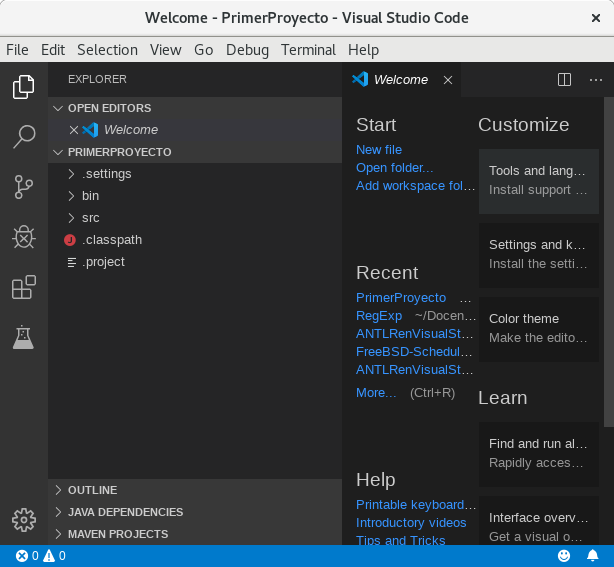 Welcome - PrimerProyecto - Visual Studio Code
File Edit Selection View Go Debug Terminal Help
EXPLORER
OPEN EDITORS
Welcome
PRIMERPROYECTO
.settings
bin
src
.classpath
.project
OUTLINE
JAVA DEPENDENCIES
MAVEN PROJECTS
Welcome
Start
New file
Open folder...
Add workspace fol...
Recent
PrimerProyecto ...
RegExp ~/Docen...
ANTLRenVisualSt...
FreeBSD-Schedul...
ANTLRenVisualSt...
More... (Ctrl+R)
Help
Printable keyboard...
Introductory videos
Tips and Tricks
Customize
Tools and lang...
Install support ...
Settings and k...
Install the setti...
Color theme
Make the edito...
Learn
Find and run al...
Rapidly acces...
Interface overv...
Get a visual o...
0 0